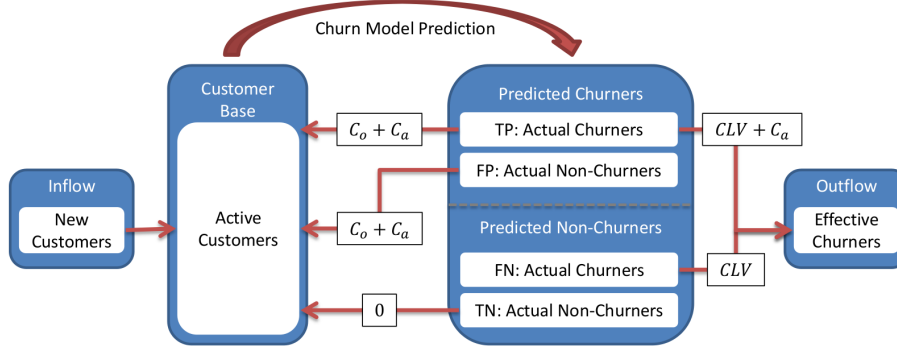 Churn Model Prediction
Customer
Base
Active
Customers
Inflow
New
Customers
C_o + C_a
C_o + C_a
0
Predicted Churners
TP: Actual Churners
FP: Actual Non-Churners
Predicted Non-Churners
FN: Actual Churners
TN: Actual Non-Churners
CLV + C_a
CLV
Outflow
Effective
Churners